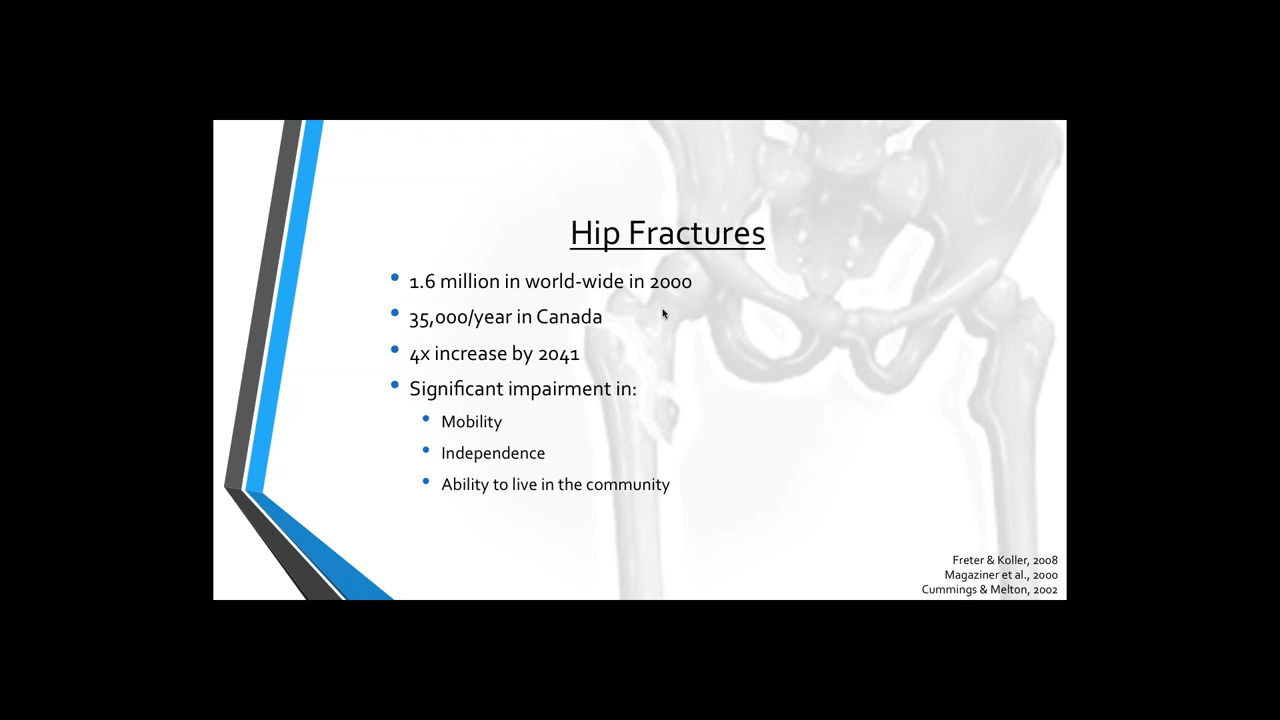 Hip Fractures
1.6 million in world-wide in 2000
35,000/year in Canada
4x increase by 2041
Significant impairment in:
Mobility
Independence
Ability to live in the community
Freter & Koller, 2008
Magaziner et al., 2000
Cummings & Melton, 2002